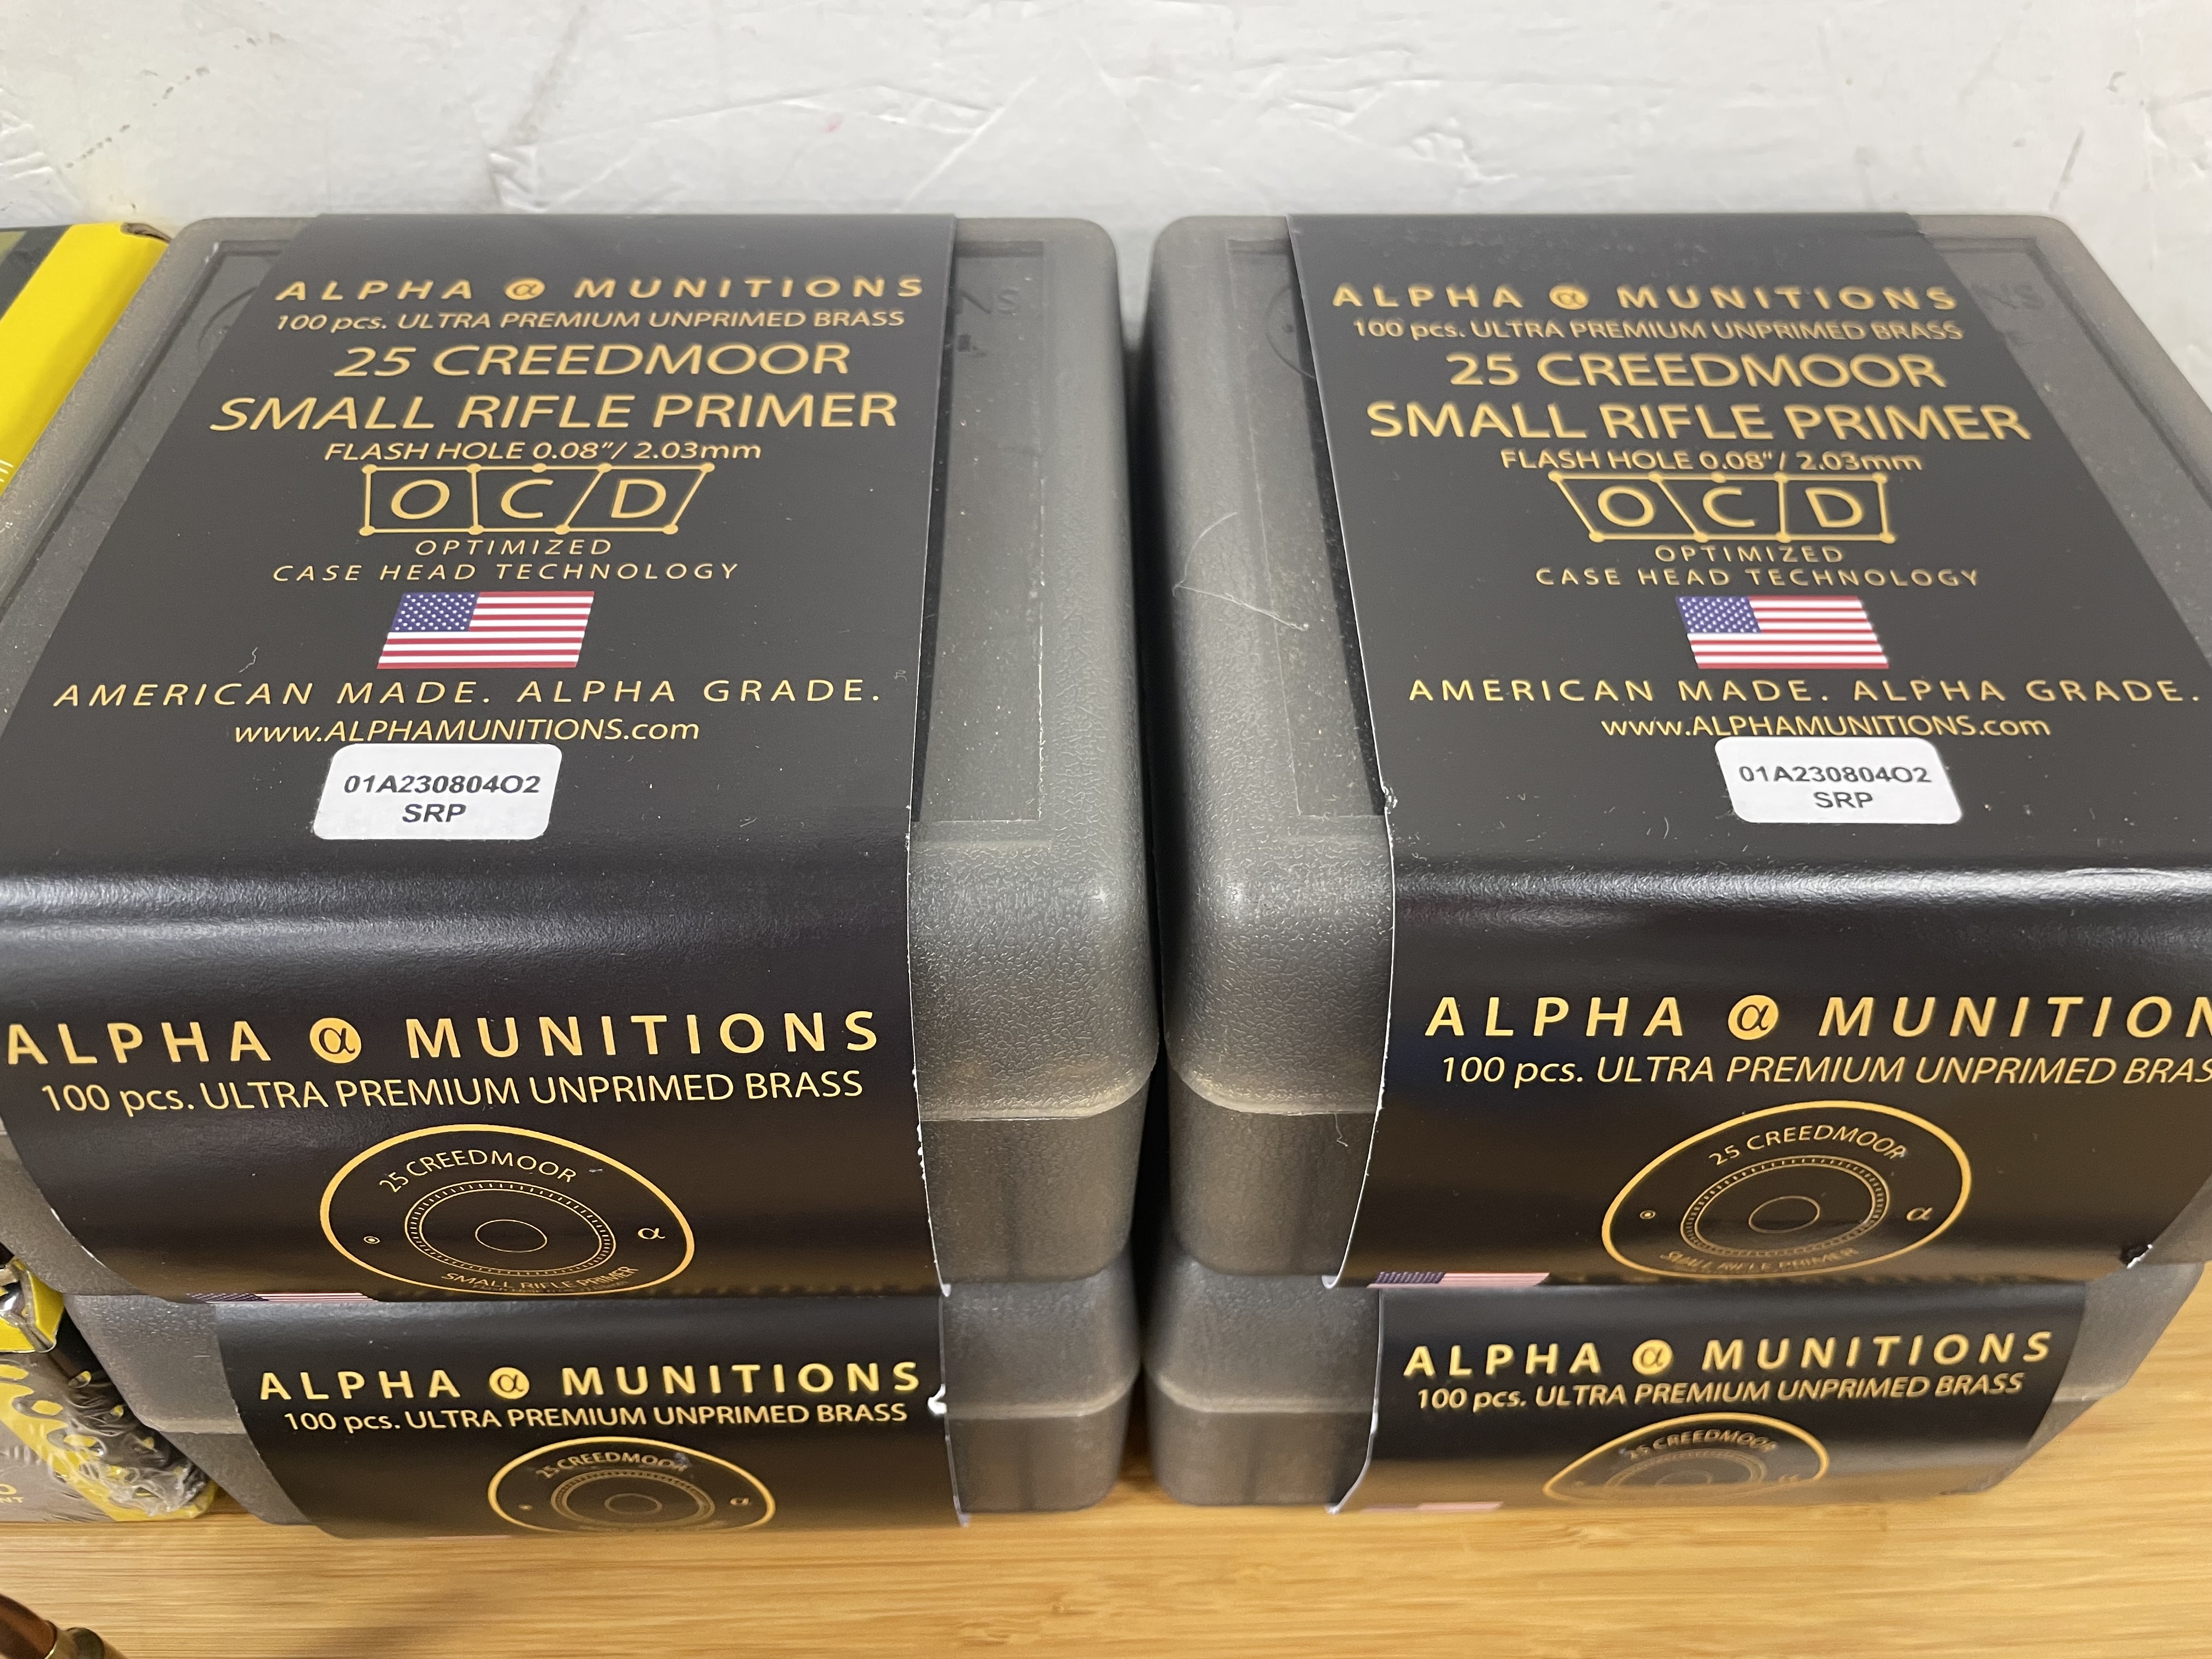 ALPHA α MUNITIONS
100 pcs. ULTRA PREMIUM UNPRIMED BRASS
25 CREEDMOOR
SMALL RIFLE PRIMER
FLASH HOLE 0.08"/ 2.03mm
OCD
OPTIMIZED
CASE HEAD TECHNOLOGY
AMERICAN MADE. ALPHA GRADE.
www.ALPHAMUNITIONS.com
01A230804O2
SRP
ALPHA α MUNITIONS
100 pcs. ULTRA PREMIUM UNPRIMED BRASS
25 CREEDMOOR
α
SMALL RIFLE PRIMER
ALPHA α MUNITIONS
100 pcs. ULTRA PREMIUM UNPRIMED BRASS
25 CREEDMOOR
α
ALPHA α MUNITIONS
100 pcs. ULTRA PREMIUM UNPRIMED BRASS
25 CREEDMOOR
SMALL RIFLE PRIMER
FLASH HOLE 0.08"/ 2.03mm
OCD
OPTIMIZED
CASE HEAD TECHNOLOGY
AMERICAN MADE. ALPHA GRADE.
www.ALPHAMUNITIONS.com
01A230804O2
SRP
ALPHA α MUNITION
100 pcs. ULTRA PREMIUM UNPRIMED BRAS
25 CREEDMOOR
α
SMALL RIFLE PRIMER
ALPHA α MUNITIONS
100 pcs. ULTRA PREMIUM UNPRIMED BRASS
25 CREEDMOOR